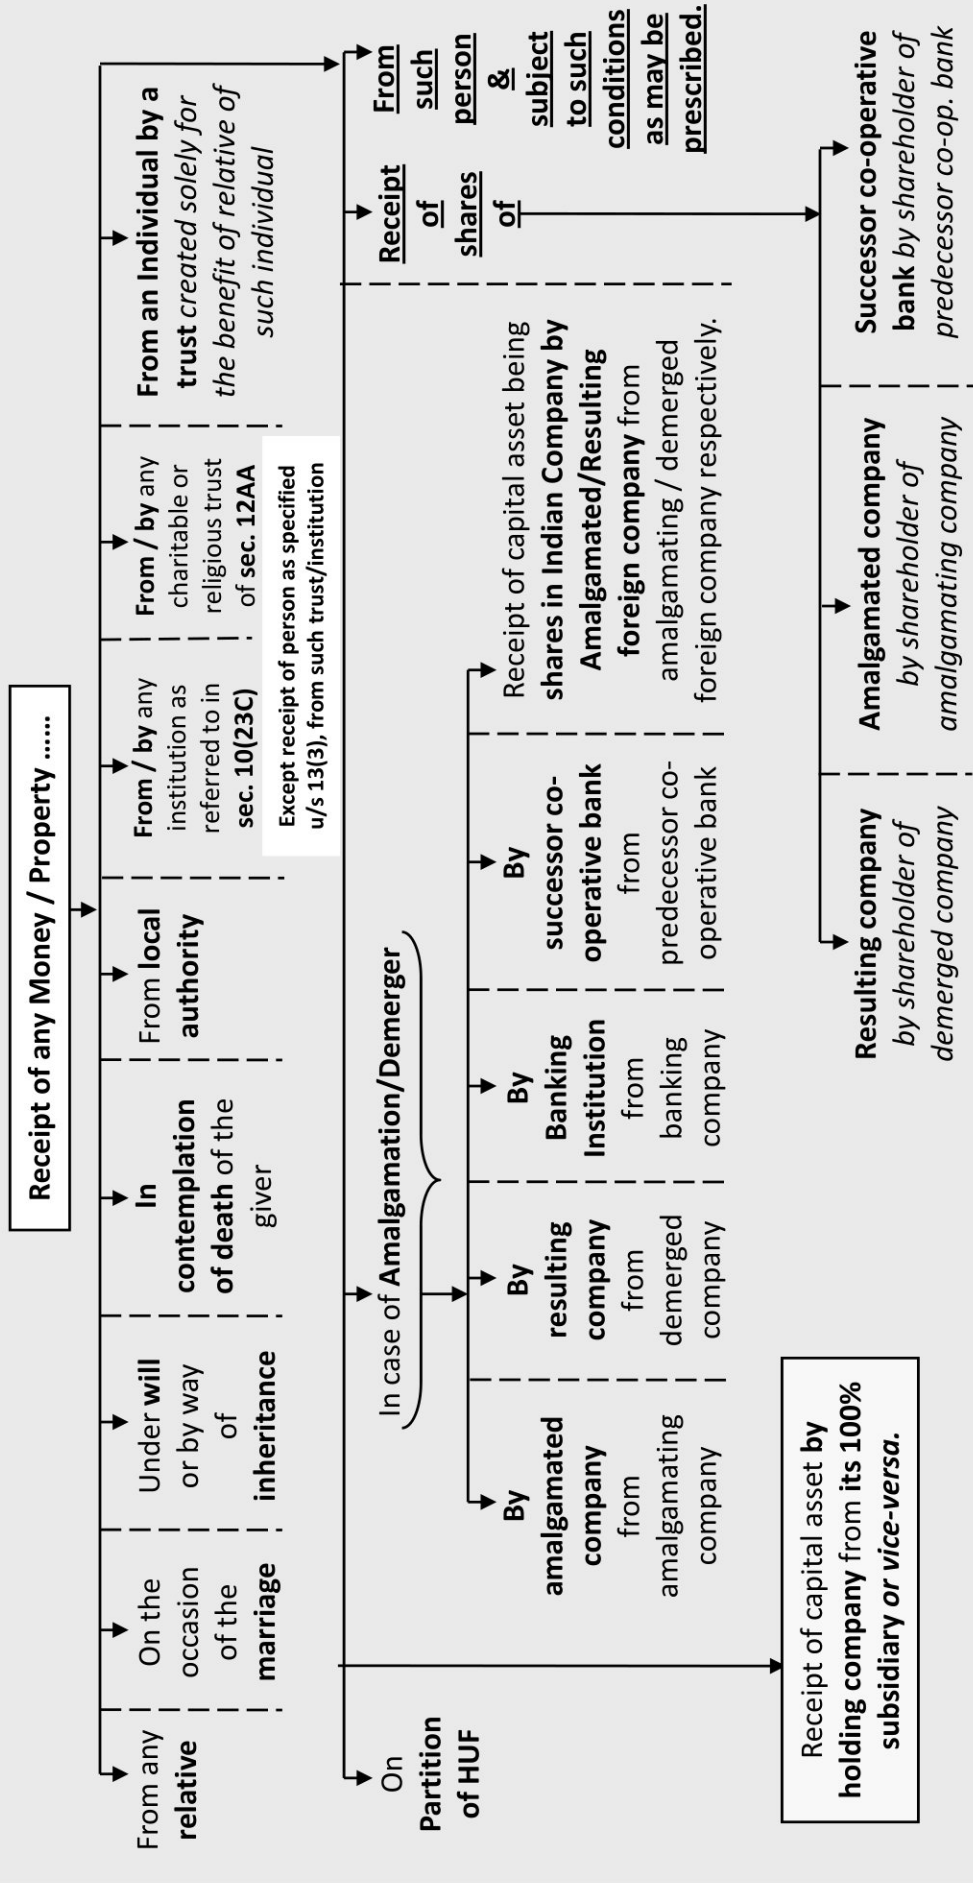 Receipt of any Money / Property ......
From any
relative
On the
occasion
of the
marriage
Under will
or by way
of
inheritance
In
contemplation
of death of the
giver
From local
authority
From / by any
institution as
referred to in
sec. 10(23C)
From / by any
charitable or
religious trust
of sec. 12AA
Except receipt of person as specified
u/s 13(3), from such trust/institution
From an Individual by a
trust created solely for
the benefit of relative of
such individual
On
Partition
of HUF
In case of Amalgamation/Demerger
Receipt
of
shares
of
From
such
person
&
subject
to such
conditions
as may be
prescribed.
By
amalgamated
company
from
amalgamating
company
By
resulting
company
from
demerged
company
By
Banking
Institution
from
banking
company
By
successor co-
operative bank
from
predecessor co-
operative bank
Receipt of capital asset being
shares in Indian Company by
Amalgamated/Resulting
foreign company from
amalgamating / demerged
foreign company respectively.
Receipt of capital asset by
holding company from its 100%
subsidiary or vice-versa.
Resulting company
by shareholder of
demerged company
Amalgamated company
by shareholder of
amalgamating company
Successor co-operative
bank by shareholder of
predecessor co-op. bank